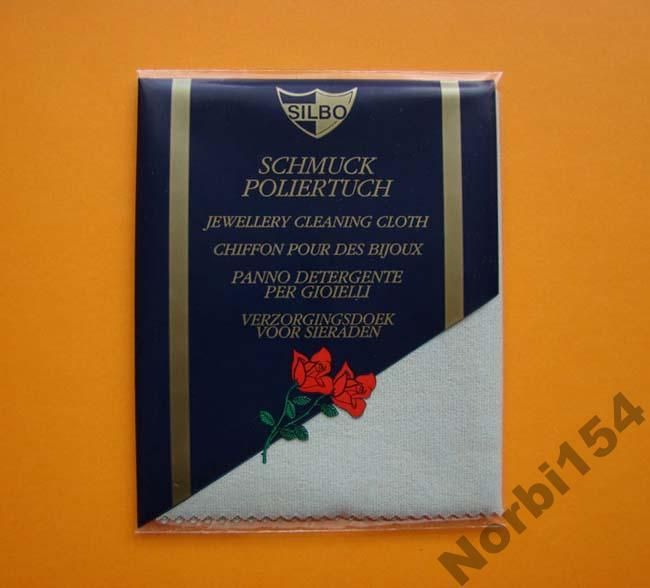 SILBO
SCHMUCK
POLIERTUCH
JEWELLERY CLEANING CLOTH
CHIFFON POUR DES BIJOUX
PANNO DETERGENTE
PER GIOIELLI
VERZORGINGSDOEK
VOOR SIERADEN
Norbi154